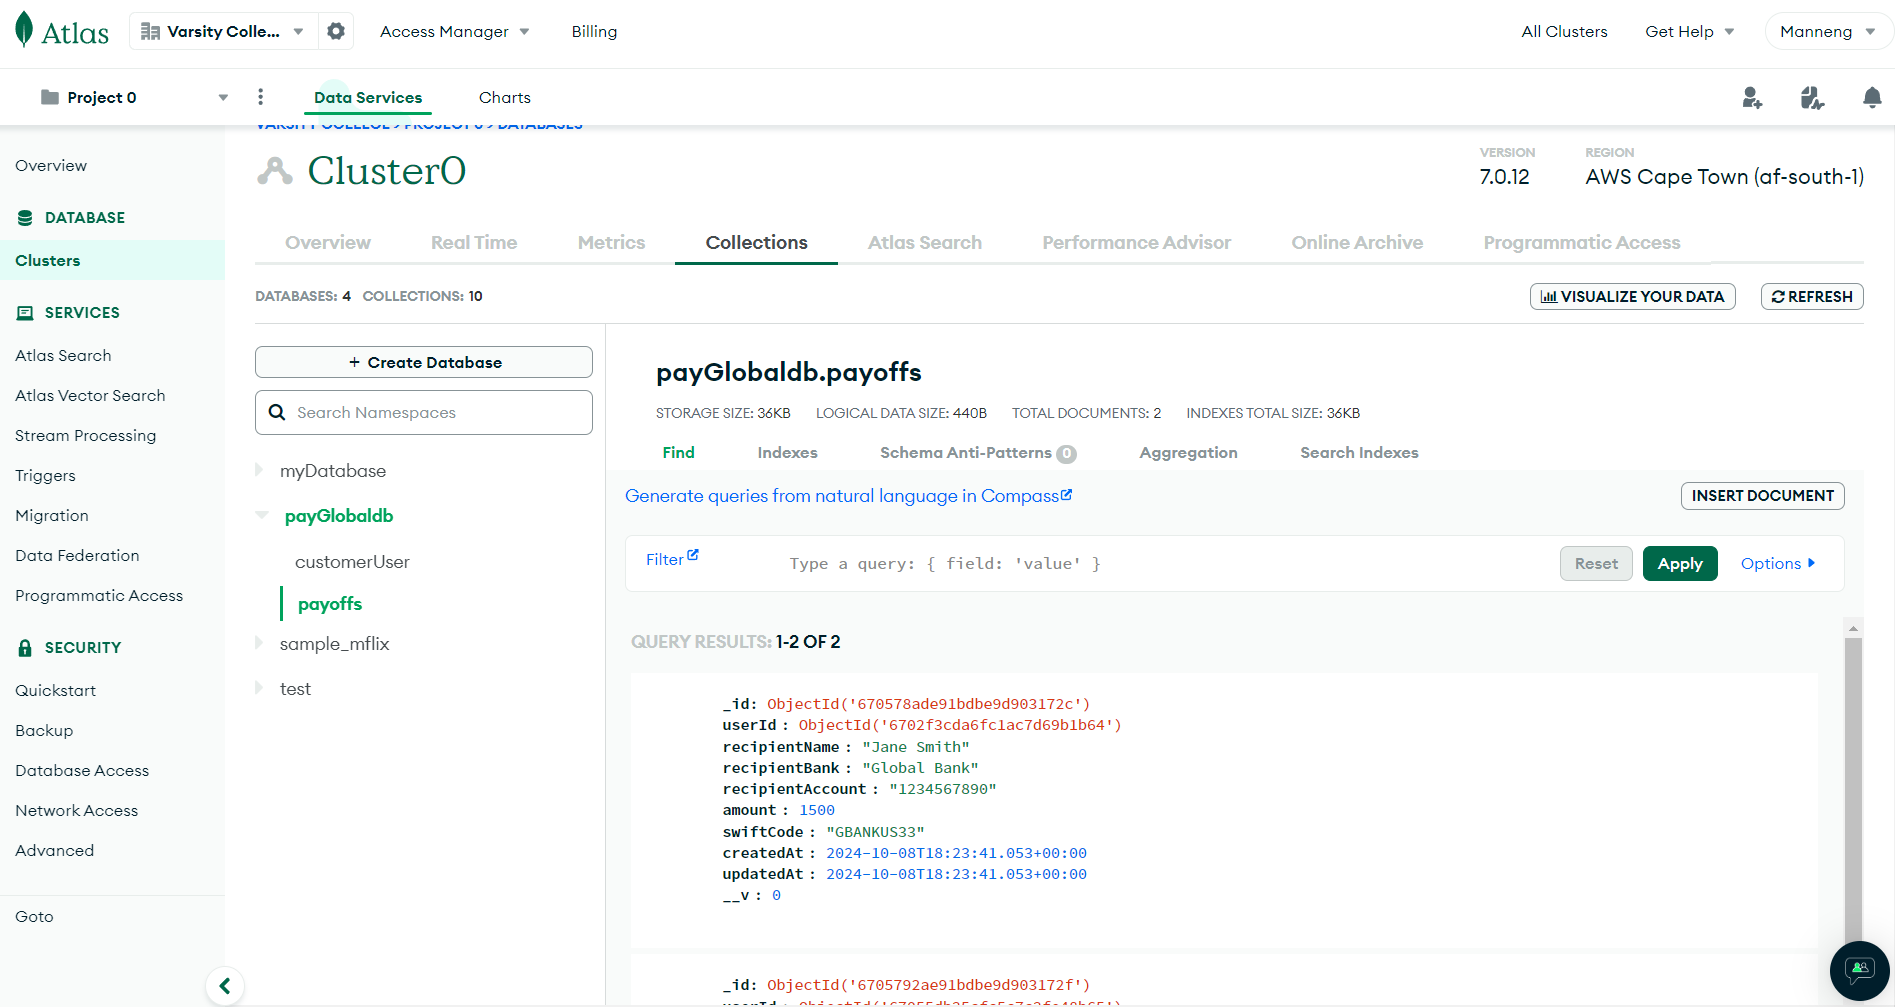 Atlas
Varsity Colle...
Access Manager
Billing
All Clusters
Get Help
Manneng
Project 0
Data Services
Charts
VARSITY COLLEGE > PROJECT 0 > DATABASES
Overview
DATABASE
Clusters
SERVICES
Atlas Search
Atlas Vector Search
Stream Processing
Triggers
Migration
Data Federation
Programmatic Access
SECURITY
Quickstart
Backup
Database Access
Network Access
Advanced
Goto
Cluster0
VERSION
7.0.12
REGION
AWS Cape Town (af-south-1)
Overview
Real Time
Metrics
Collections
Atlas Search
Performance Advisor
Online Archive
Programmatic Access
DATABASES: 4 COLLECTIONS: 10
VISUALIZE YOUR DATA
REFRESH
+ Create Database
Search Namespaces
myDatabase
payGlobaldb
customerUser
payoffs
sample_mflix
test
payGlobaldb.payoffs
STORAGE SIZE: 36KB LOGICAL DATA SIZE: 440B TOTAL DOCUMENTS: 2 INDEXES TOTAL SIZE: 36KB
Find
Indexes
Schema Anti-Patterns 0
Aggregation
Search Indexes
Generate queries from natural language in Compass
INSERT DOCUMENT
Filter
Type a query: { field: 'value' }
Reset
Apply
Options
QUERY RESULTS: 1-2 OF 2
_id: ObjectId('670578ade91bdbe9d903172c')
userId : ObjectId('6702f3cda6fc1ac7d69b1b64')
recipientName : "Jane Smith"
recipientBank : "Global Bank"
recipientAccount : "1234567890"
amount : 1500
swiftCode : "GBANKUS33"
createdAt : 2024-10-08T18:23:41.053+00:00
updatedAt : 2024-10-08T18:23:41.053+00:00
__v : 0
_id: ObjectId('6705792ae91bdbe9d903172f')